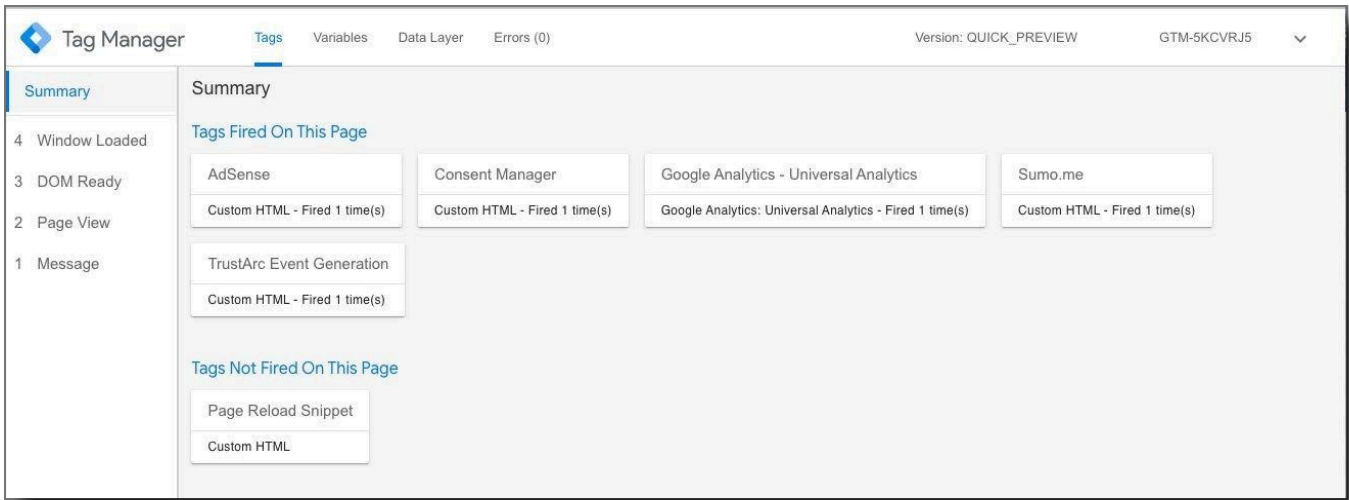 Tag Manager Tags Variables Data Layer Errors (0) Version: QUICK_PREVIEW GTM-5KCVRJ5
Summary
4 Window Loaded
3 DOM Ready
2 Page View
1 Message
Summary
Tags Fired On This Page
AdSense
Custom HTML - Fired 1 time(s)
Consent Manager
Custom HTML - Fired 1 time(s)
Google Analytics - Universal Analytics
Google Analytics: Universal Analytics - Fired 1 time(s)
Sumo.me
Custom HTML - Fired 1 time(s)
TrustArc Event Generation
Custom HTML - Fired 1 time(s)
Tags Not Fired On This Page
Page Reload Snippet
Custom HTML